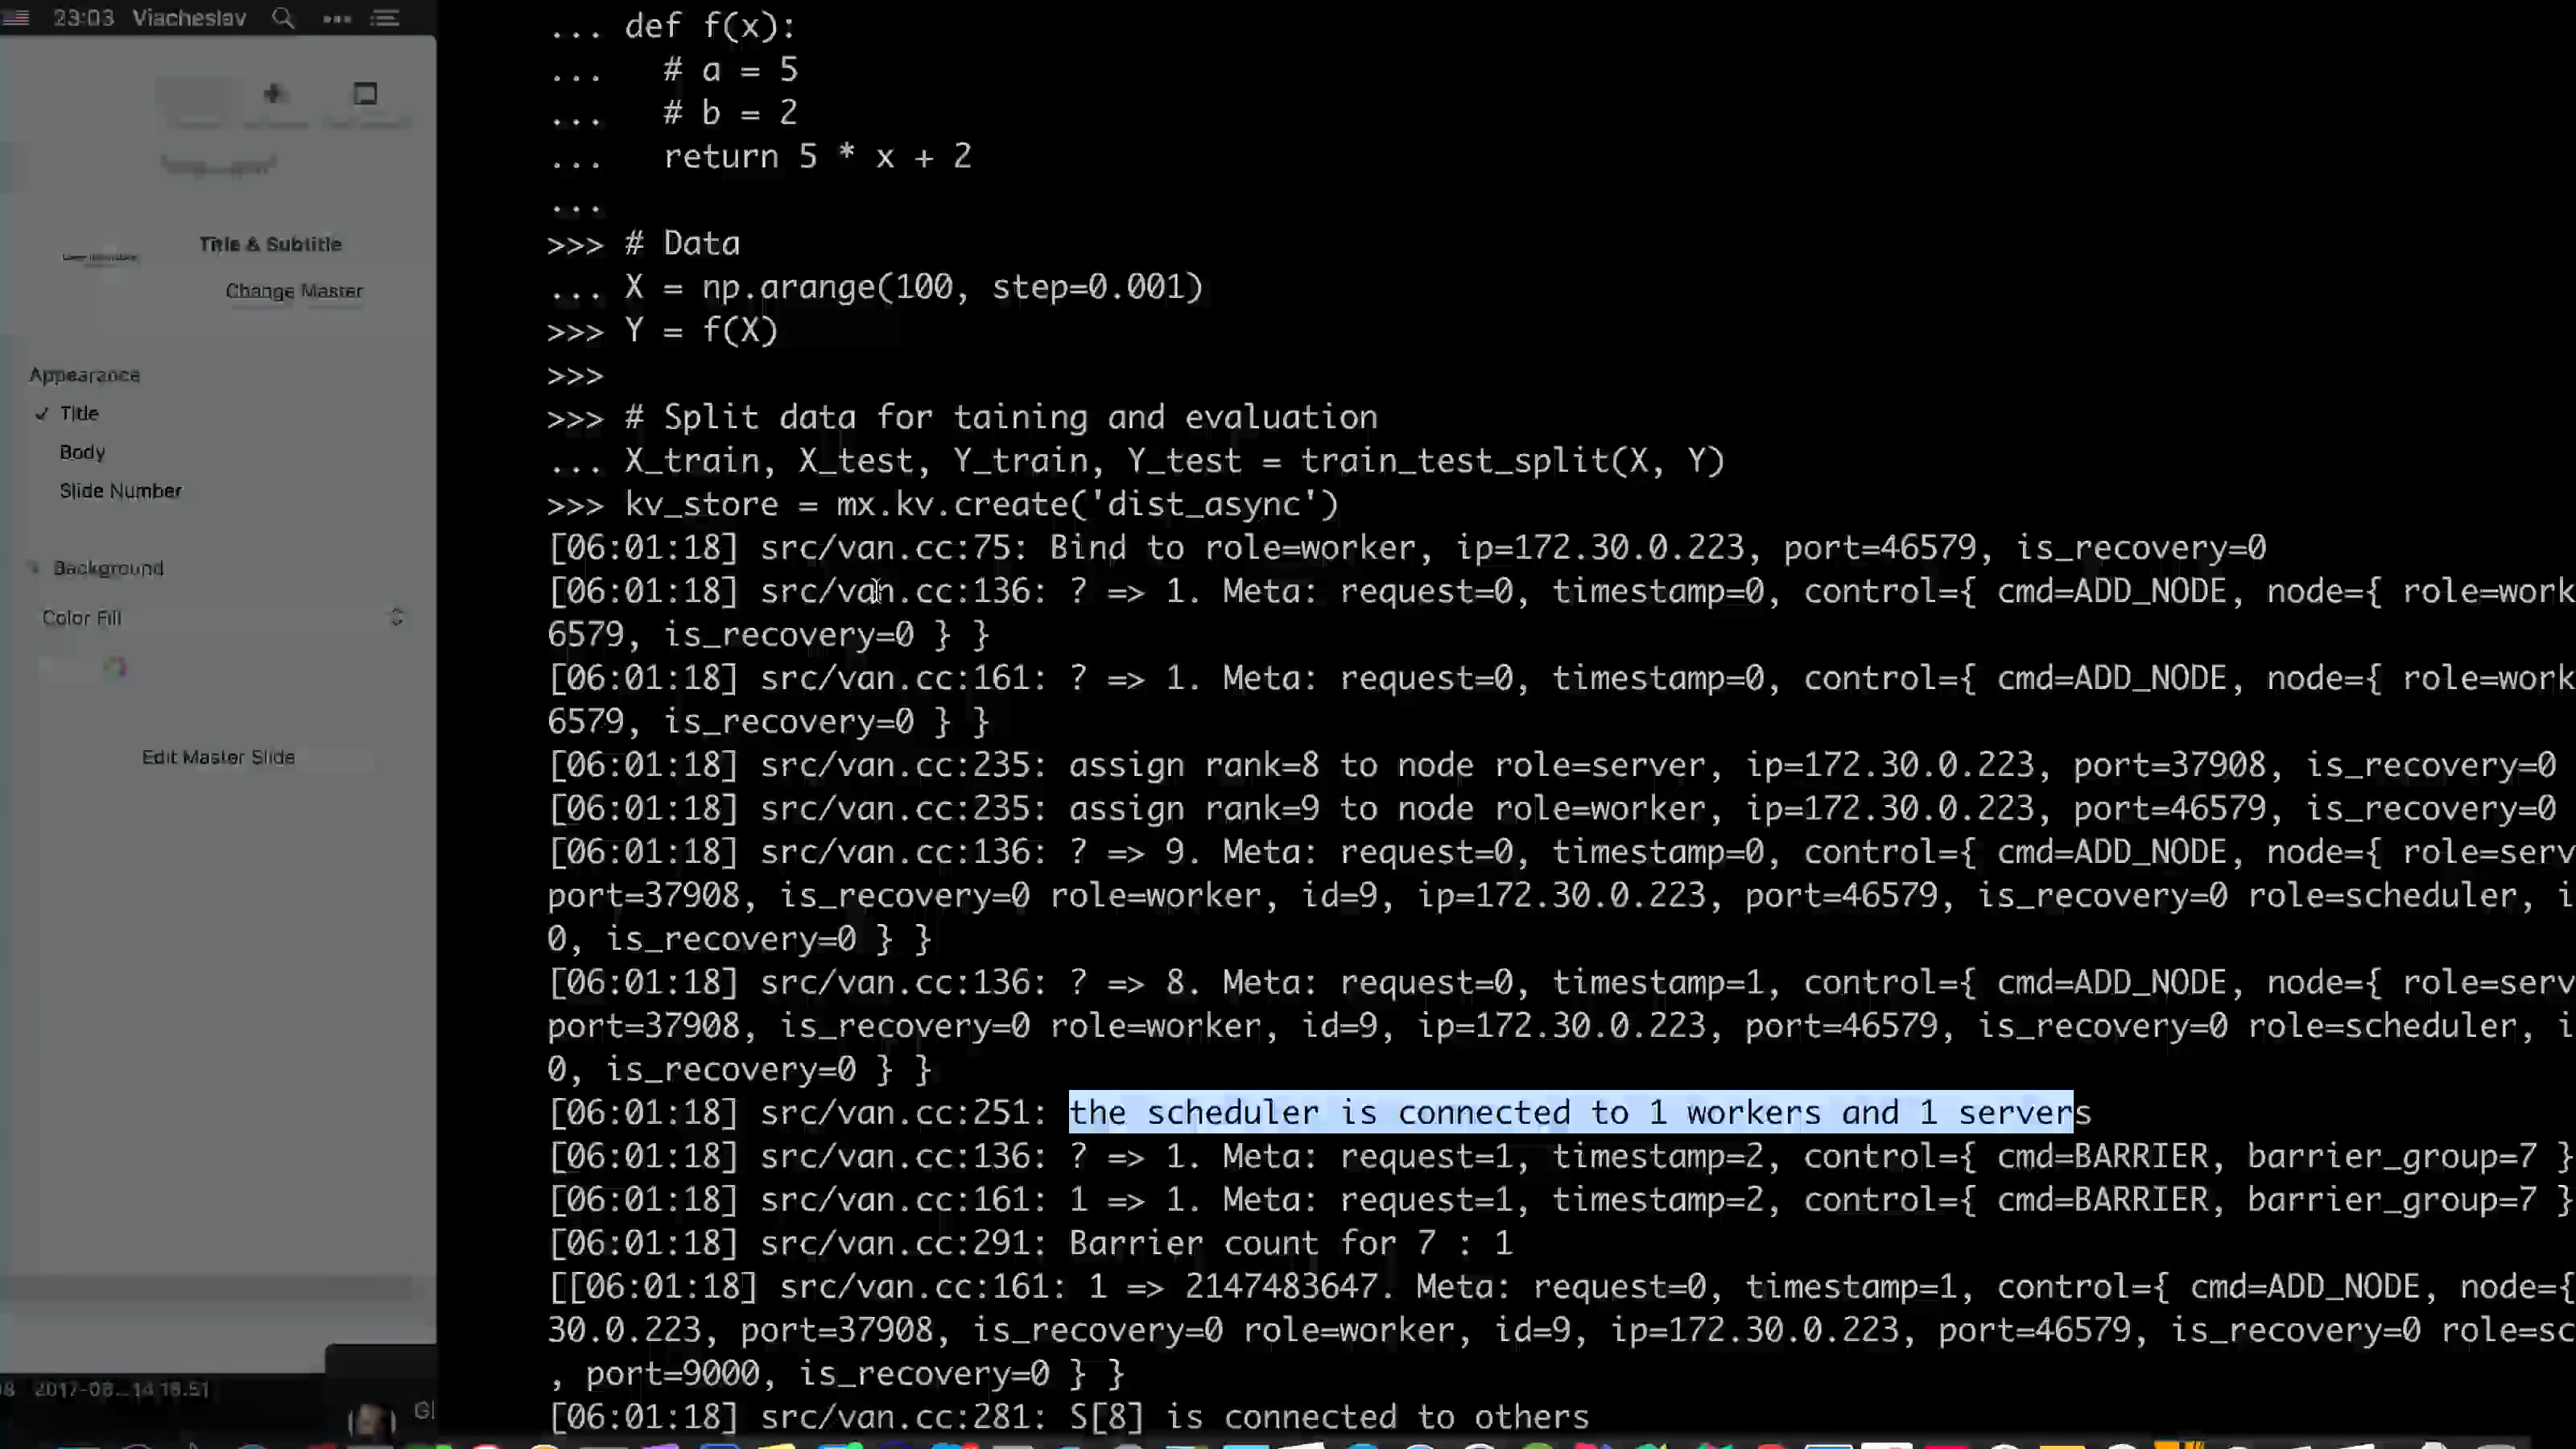 23:03 Viacheslav
Title & Subtitle
Change Master
Appearance
✓ Title
Body
Slide Number
Background
Color Fill
Edit Master Slide
2017-08...14.16.51
Gl
... def f(x):
... # a = 5
... # b = 2
... return 5 * x + 2
...
>>> # Data
... X = np.arange(100, step=0.001)
>>> Y = f(X)
>>>
>>> # Split data for taining and evaluation
... X_train, X_test, Y_train, Y_test = train_test_split(X, Y)
>>> kv_store = mx.kv.create('dist_async')
[06:01:18] src/van.cc:75: Bind to role=worker, ip=172.30.0.223, port=46579, is_recovery=0
[06:01:18] src/van.cc:136: ? => 1. Meta: request=0, timestamp=0, control={ cmd=ADD_NODE, node={ role=work
6579, is_recovery=0 } }
[06:01:18] src/van.cc:161: ? => 1. Meta: request=0, timestamp=0, control={ cmd=ADD_NODE, node={ role=work
6579, is_recovery=0 } }
[06:01:18] src/van.cc:235: assign rank=8 to node role=server, ip=172.30.0.223, port=37908, is_recovery=0
[06:01:18] src/van.cc:235: assign rank=9 to node role=worker, ip=172.30.0.223, port=46579, is_recovery=0
[06:01:18] src/van.cc:136: ? => 9. Meta: request=0, timestamp=0, control={ cmd=ADD_NODE, node={ role=serv
port=37908, is_recovery=0 role=worker, id=9, ip=172.30.0.223, port=46579, is_recovery=0 role=scheduler, i
0, is_recovery=0 } }
[06:01:18] src/van.cc:136: ? => 8. Meta: request=0, timestamp=1, control={ cmd=ADD_NODE, node={ role=serv
port=37908, is_recovery=0 role=worker, id=9, ip=172.30.0.223, port=46579, is_recovery=0 role=scheduler, i
0, is_recovery=0 } }
[06:01:18] src/van.cc:251: the scheduler is connected to 1 workers and 1 servers
[06:01:18] src/van.cc:136: ? => 1. Meta: request=1, timestamp=2, control={ cmd=BARRIER, barrier_group=7 }
[06:01:18] src/van.cc:161: 1 => 1. Meta: request=1, timestamp=2, control={ cmd=BARRIER, barrier_group=7 }
[06:01:18] src/van.cc:291: Barrier count for 7 : 1
[[06:01:18] src/van.cc:161: 1 => 2147483647. Meta: request=0, timestamp=1, control={ cmd=ADD_NODE, node={
30.0.223, port=37908, is_recovery=0 role=worker, id=9, ip=172.30.0.223, port=46579, is_recovery=0 role=sc
, port=9000, is_recovery=0 } }
[06:01:18] src/van.cc:281: S[8] is connected to others